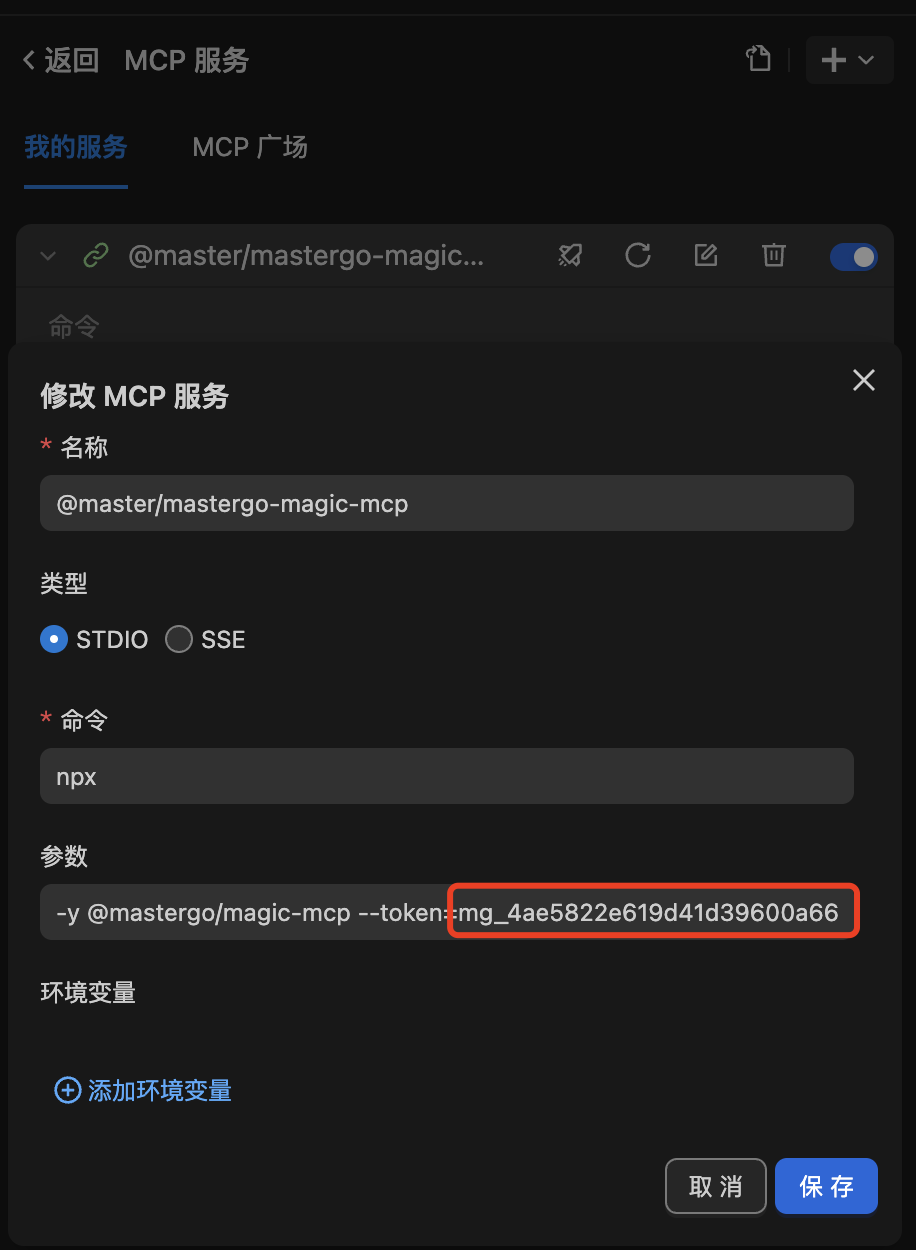 返回 MCP 服务
我的服务 MCP 广场
@master/mastergo-magic...
命令
修改 MCP 服务
* 名称
@master/mastergo-magic-mcp
类型
STDIO SSE
* 命令
npx
参数
-y @mastergo/magic-mcp --token=mg_4ae5822e619d41d39600a66
环境变量
添加环境变量
取 消 保 存